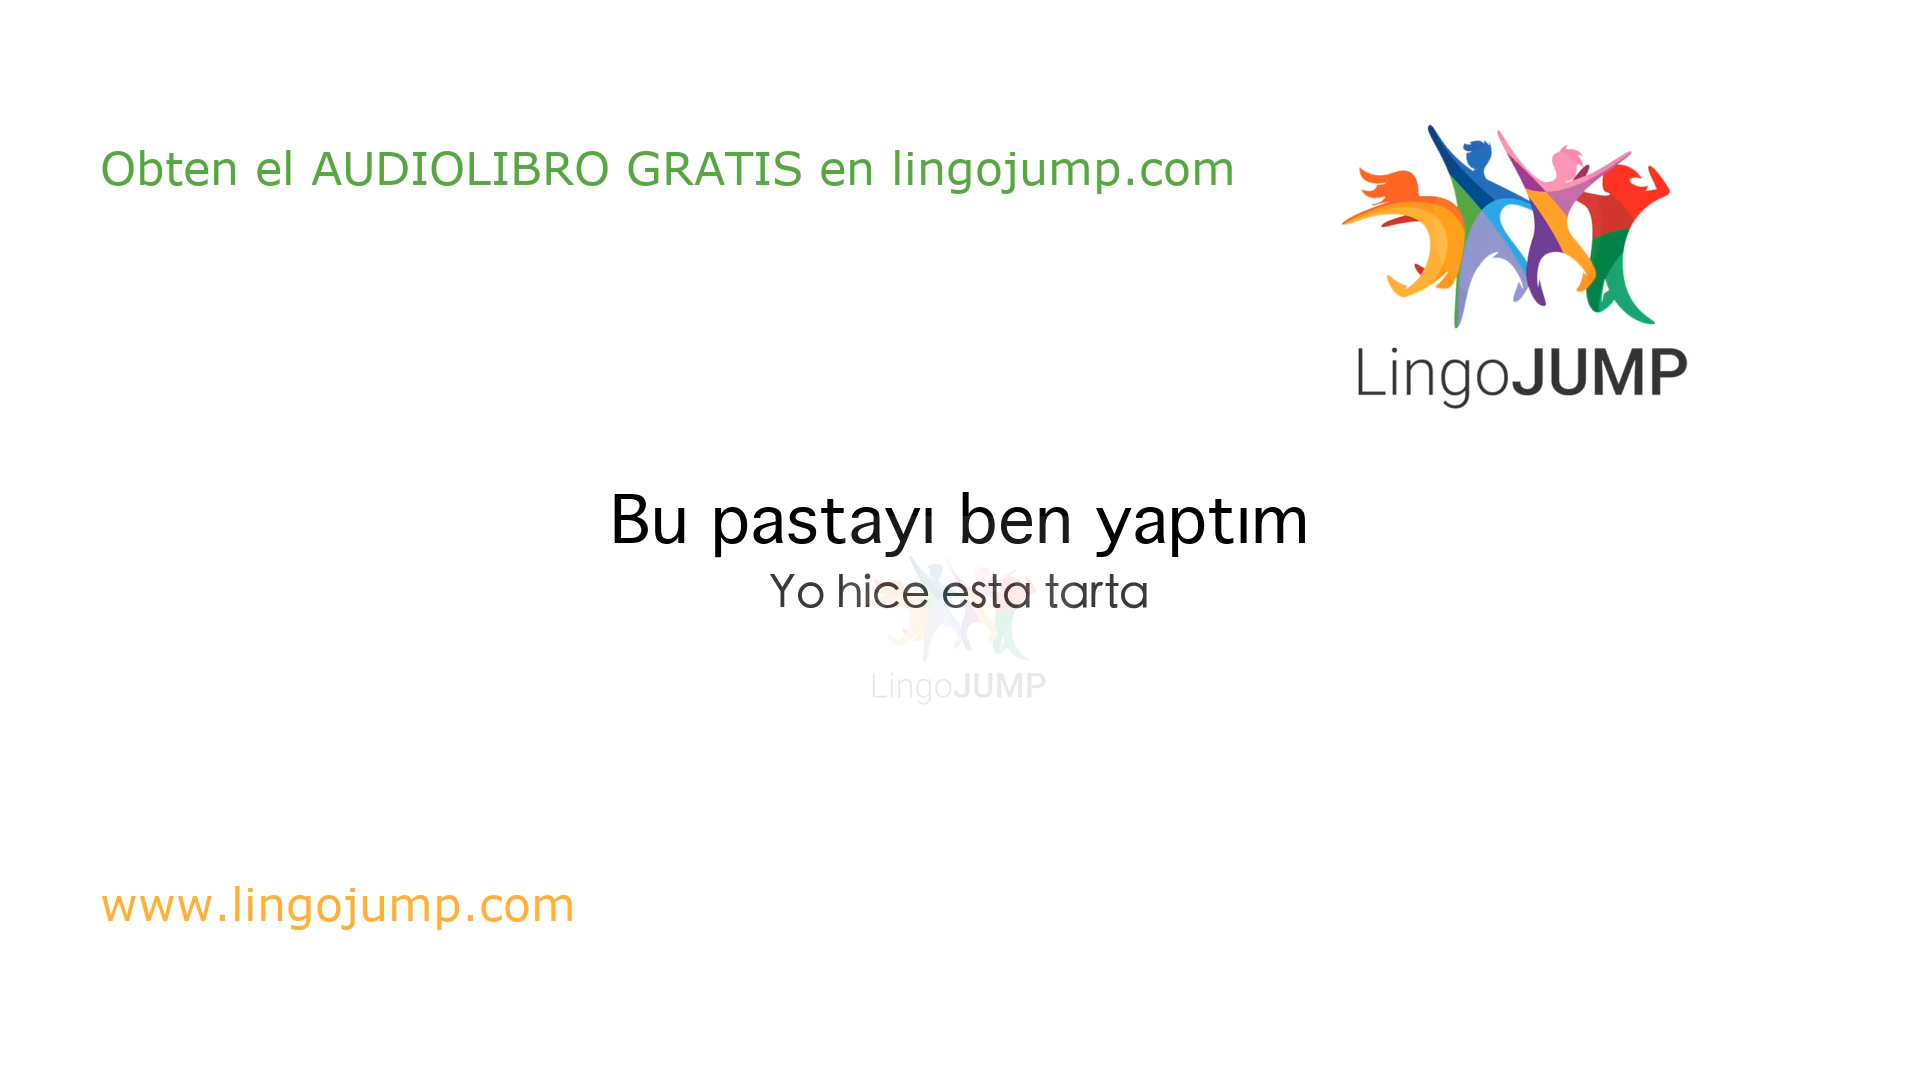 Obten el AUDIOLIBRO GRATIS en lingojump.com
LingoJUMP
Bu pastayı ben yaptım
Yo hice esta tarta
LingoJUMP
www.lingojump.com